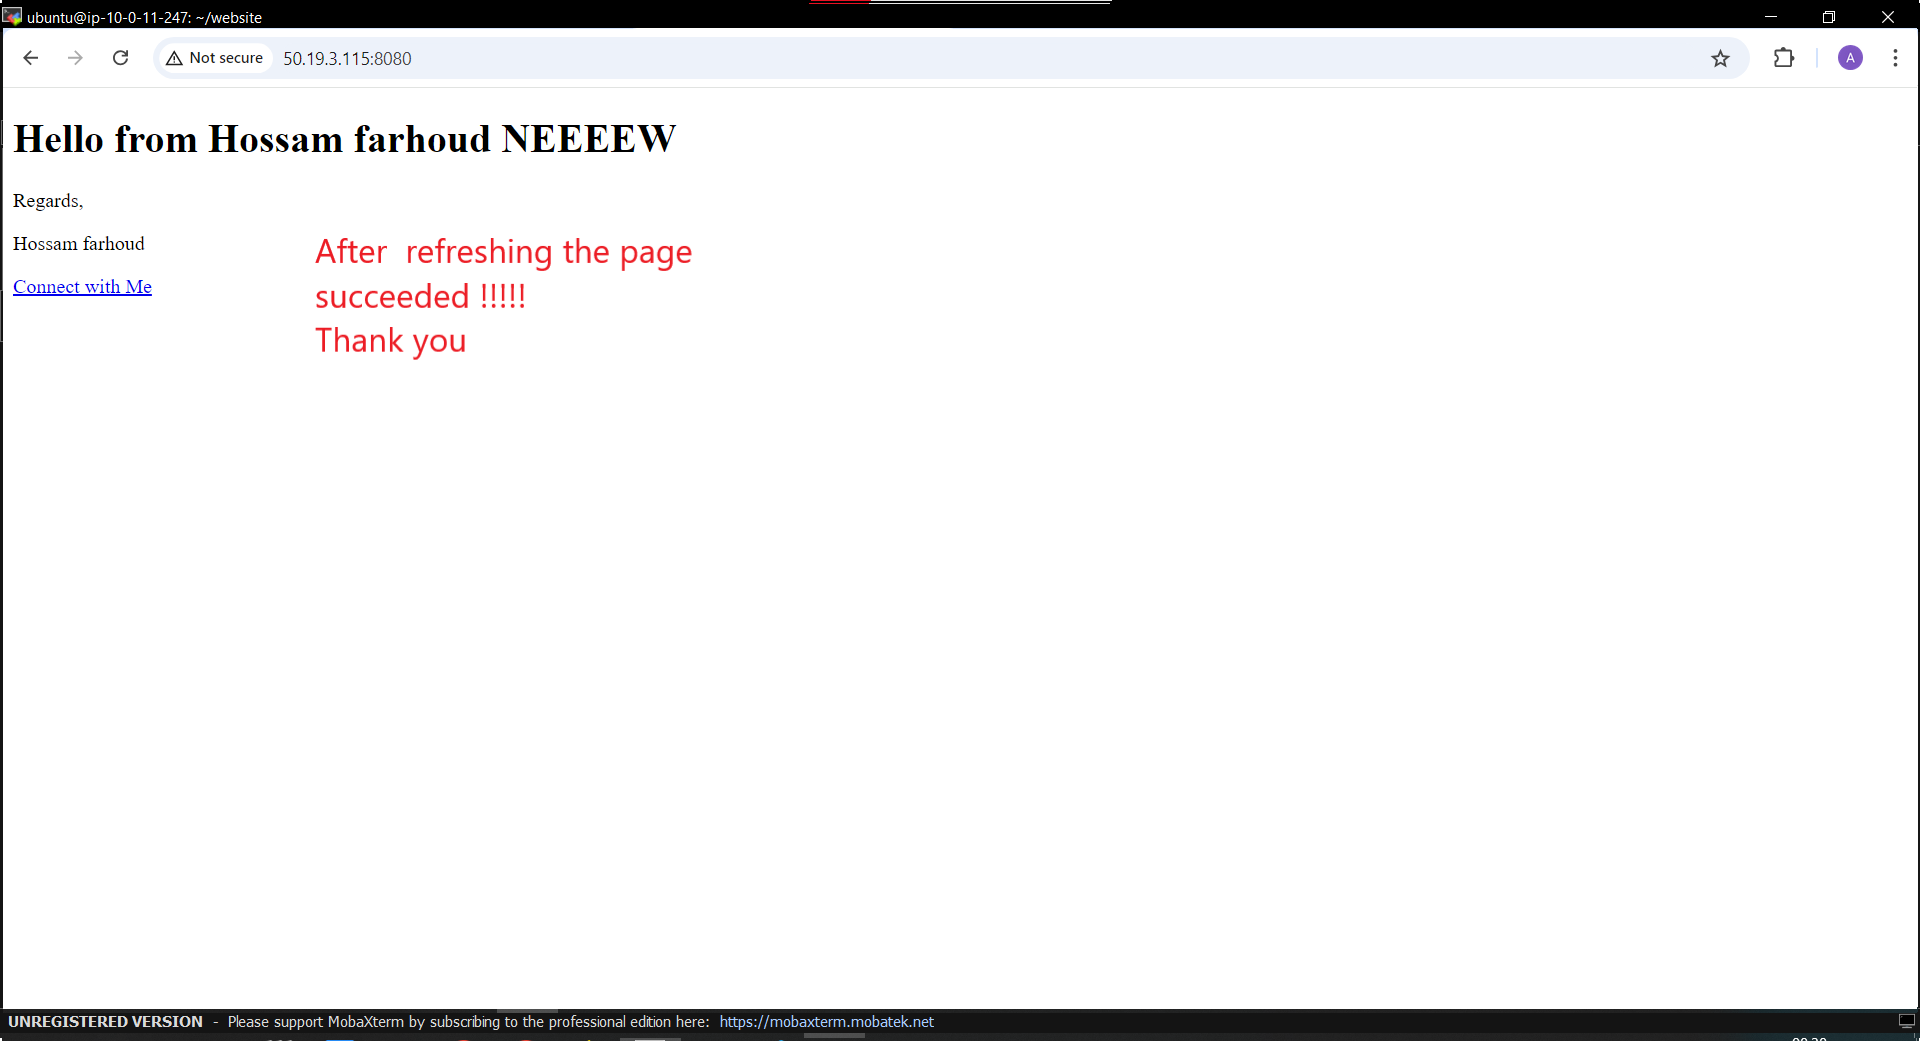 ubuntu@ip-10-0-11-247: ~/website
Not secure 50.19.3.115:8080
A
Hello from Hossam farhoud NEEEEW
Regards,
Hossam farhoud
Connect with Me
After  refreshing the page
succeeded !!!!!
Thank you
UNREGISTERED VERSION - Please support MobaXterm by subscribing to the professional edition here: https://mobaxterm.mobatek.net